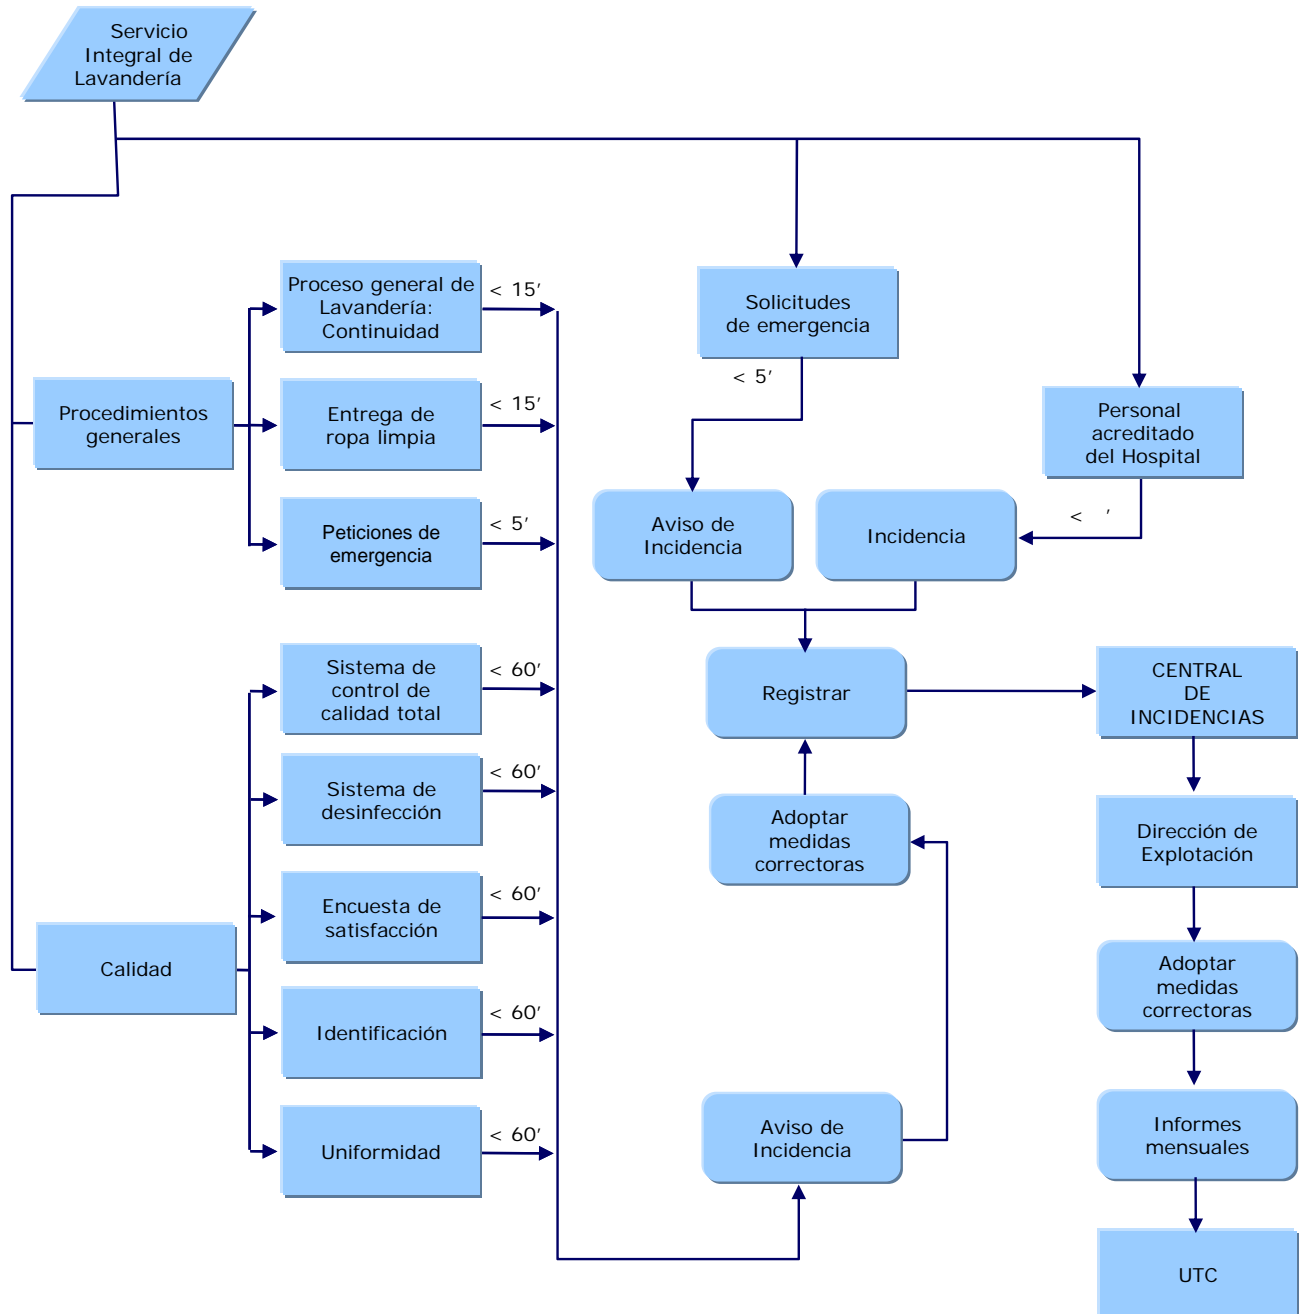 Servicio
Integral de
Lavandería
Proceso general de
Lavandería:
Continuidad
< 15’
Solicitudes
de emergencia
< 5’
Procedimientos
generales
Entrega de
ropa limpia
< 15’
Personal
acreditado
del Hospital
< ’
Peticiones de
emergencia
< 5’
Aviso de
Incidencia
Incidencia
Sistema de
control de
calidad total
< 60’
Registrar
CENTRAL
DE
INCIDENCIAS
Sistema de
desinfección
< 60’
Adoptar
medidas
correctoras
Dirección de
Explotación
Encuesta de
satisfacción
< 60’
Calidad
Adoptar
medidas
correctoras
Identificación
< 60’
Uniformidad
< 60’
Aviso de
Incidencia
Informes
mensuales
UTC